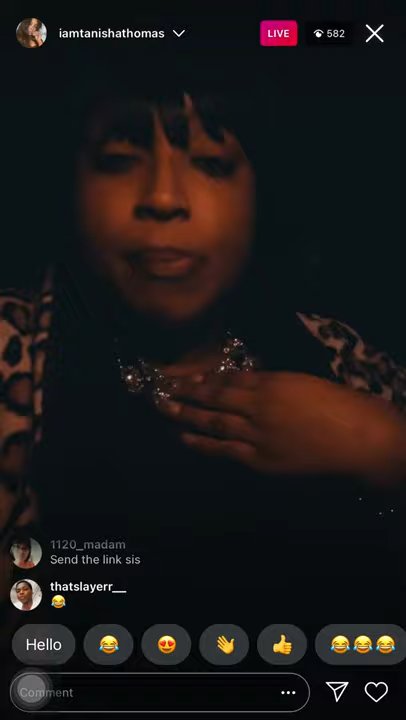 iamtanishathomas
LIVE
582
1120_madam
Send the link sis
thatslayerr__
😂
Hello
😂
😍
👋
👍
😂😂😂
Comment